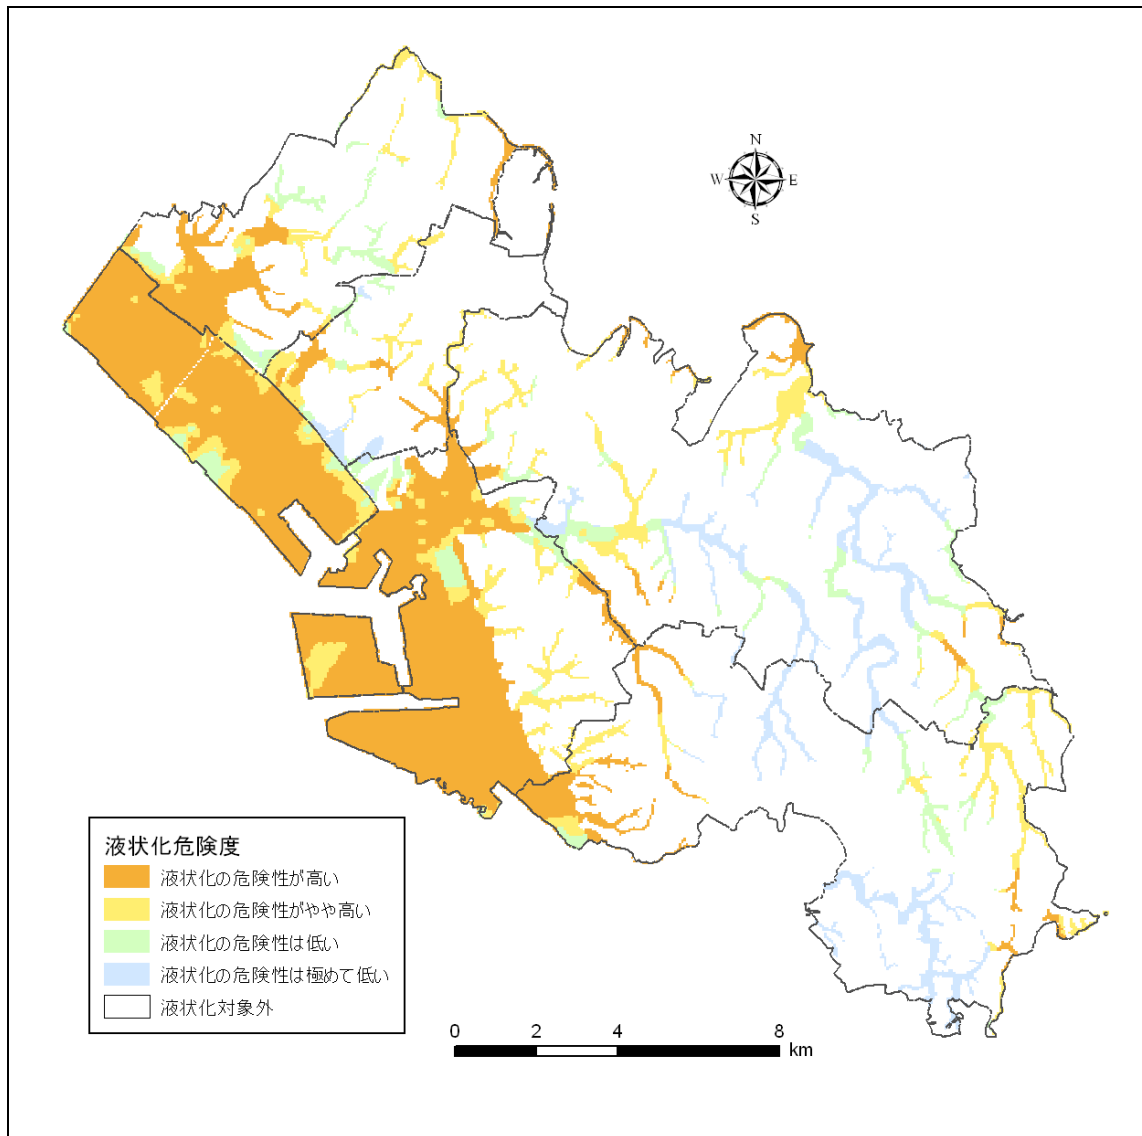 N
W E
S
液状化危険度
液状化の危険性が高い
液状化の危険性がやや高い
液状化の危険性は低い
液状化の危険性は極めて低い
液状化対象外
0 2 4 8
km